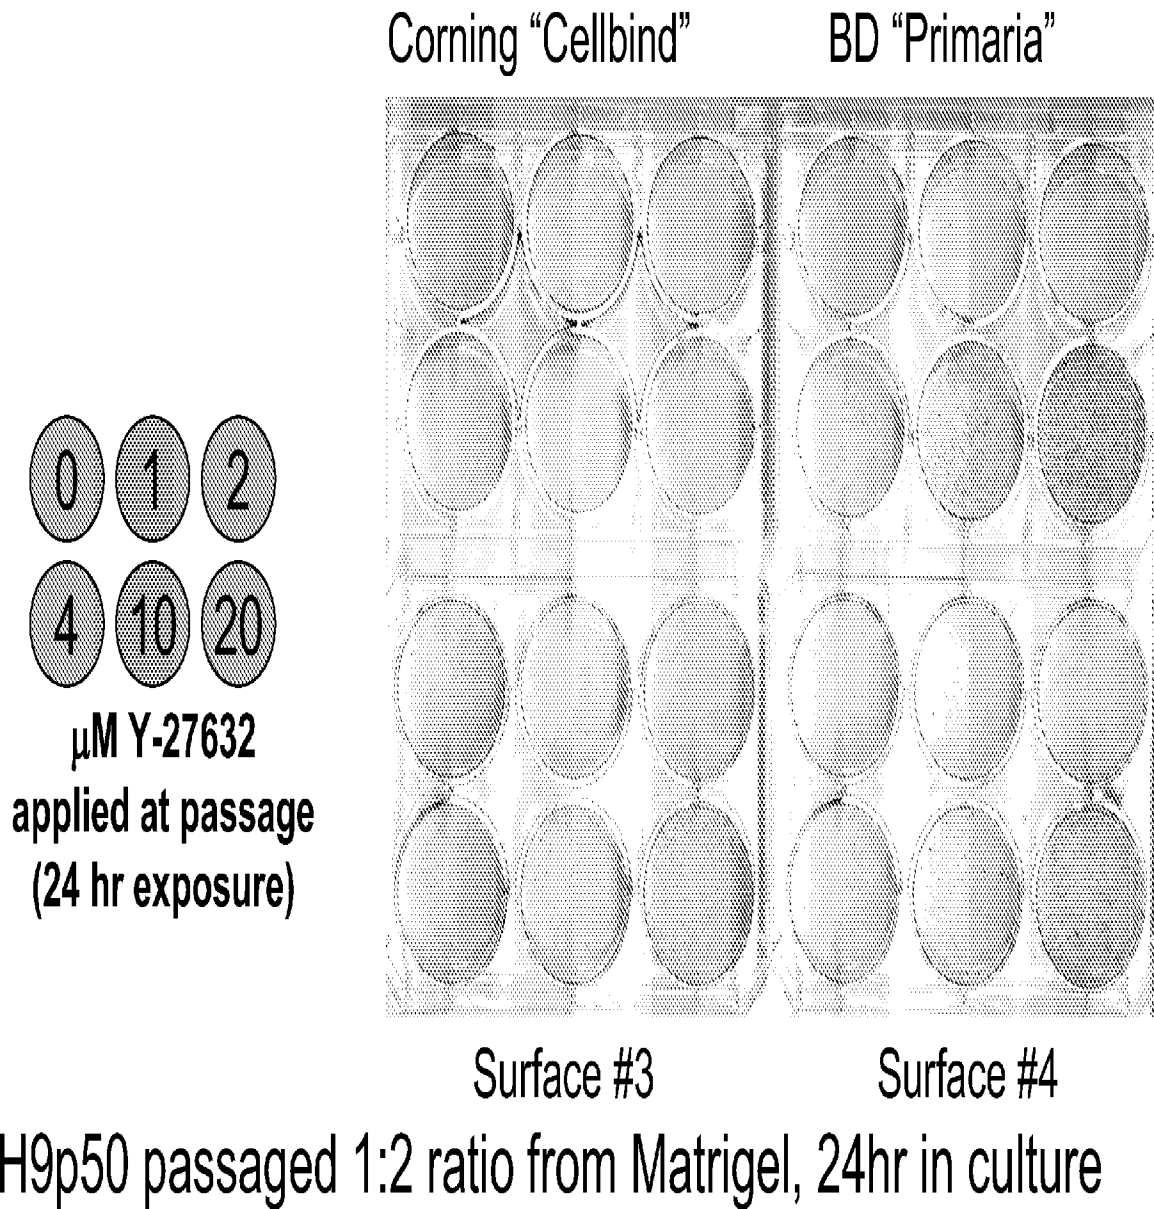 Corning “Cellbind” BD “Primaria”
0 1 2
4 10 20
μM Y-27632
applied at passage
(24 hr exposure)
Surface #3 Surface #4
H9p50 passaged 1:2 ratio from Matrigel, 24hr in culture